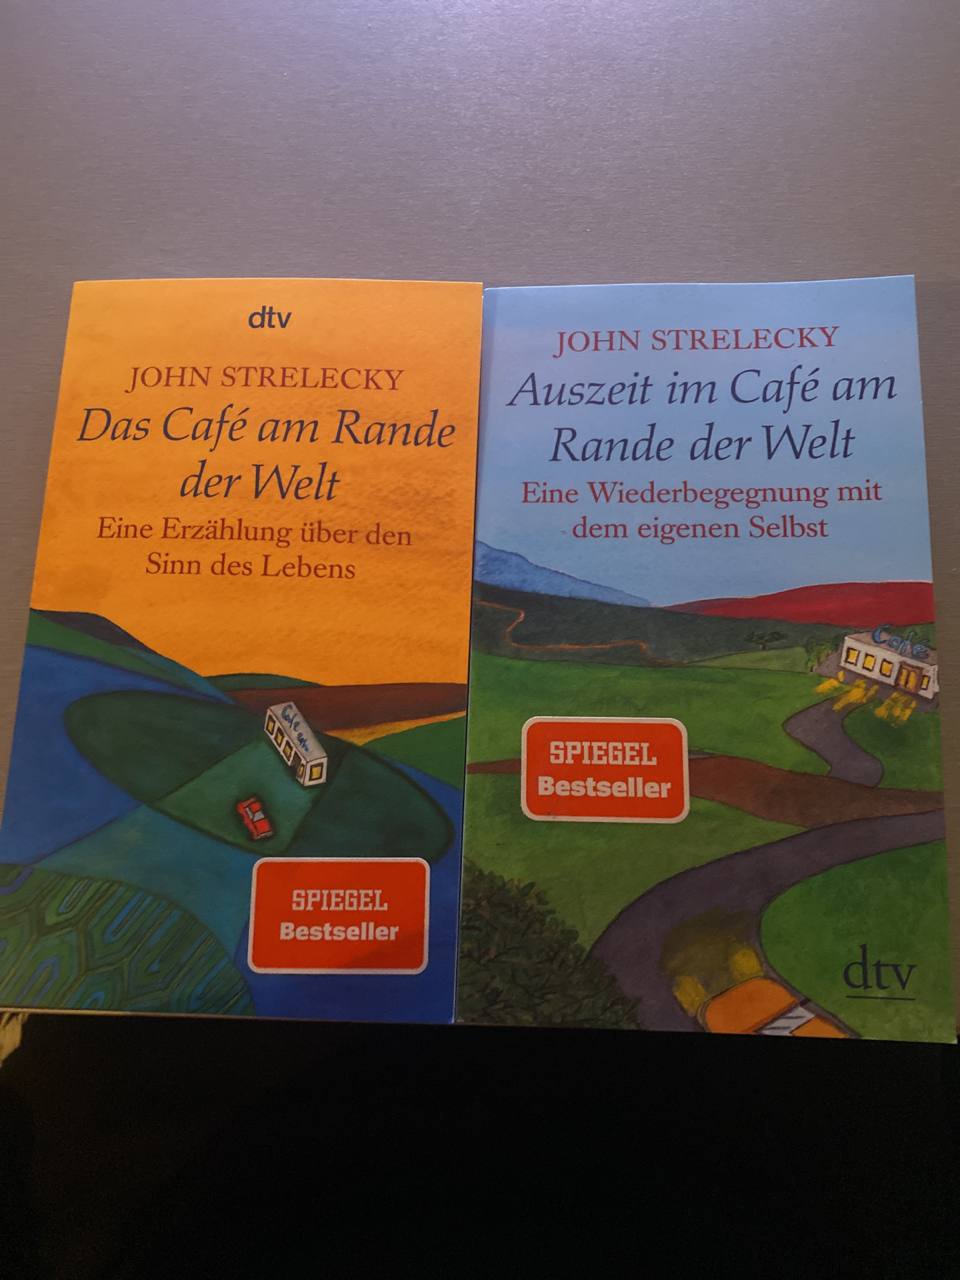 dtv
JOHN STRELECKY
Das Café am Rande
der Welt
Eine Erzählung über den
Sinn des Lebens
Café
SPIEGEL
Bestseller
JOHN STRELECKY
Auszeit im Café am
Rande der Welt
Eine Wiederbegegnung mit
dem eigenen Selbst
Café
SPIEGEL
Bestseller
dtv